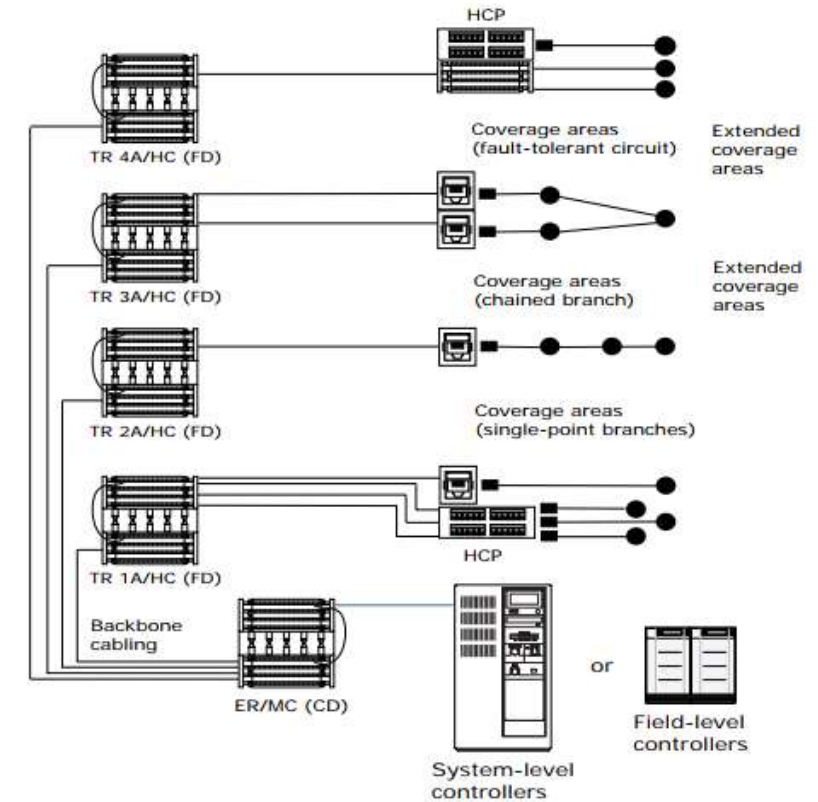 HCP
TR 4A/HC (FD)
Coverage areas
(fault-tolerant circuit)
Extended
coverage
areas
TR 3A/HC (FD)
Coverage areas
(chained branch)
Extended
coverage
areas
TR 2A/HC (FD)
Coverage areas
(single-point branches)
TR 1A/HC (FD)
HCP
Backbone
cabling
ER/MC (CD)
or
System-level
controllers
Field-level
controllers